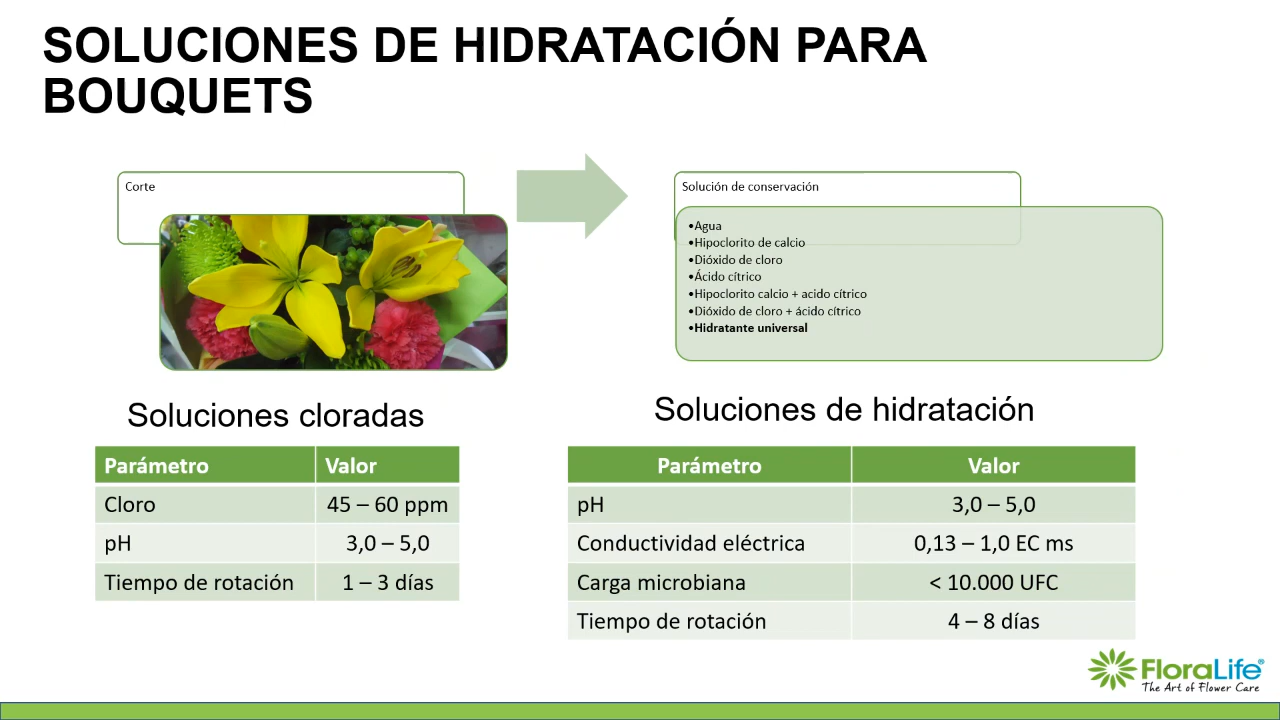 SOLUCIONES DE HIDRATACIÓN PARA
BOUQUETS
Corte
Solución de conservación
•Agua
•Hipoclorito de calcio
•Dióxido de cloro
•Ácido cítrico
•Hipoclorito calcio + acido cítrico
•Dióxido de cloro + ácido cítrico
•Hidratante universal
Soluciones cloradas
Parámetro Valor
Cloro 45 – 60 ppm
pH 3,0 – 5,0
Tiempo de rotación 1 – 3 días
Soluciones de hidratación
Parámetro Valor
pH 3,0 – 5,0
Conductividad eléctrica 0,13 – 1,0 EC ms
Carga microbiana < 10.000 UFC
Tiempo de rotación 4 – 8 días
FloraLife®
The Art of Flower Care